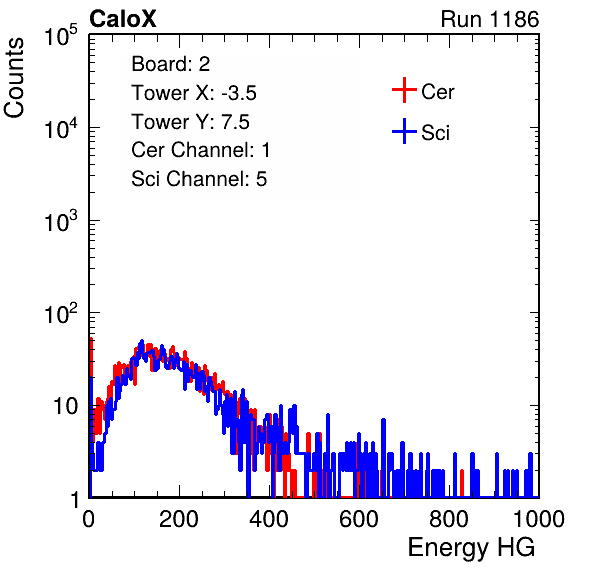 CaloX Run 1186
Board: 2
Tower X: -3.5
Tower Y: 7.5
Cer Channel: 1
Sci Channel: 5
Cer
Sci
Counts
10^5
10^4
10^3
10^2
10
1
0 200 400 600 800 1000
Energy HG